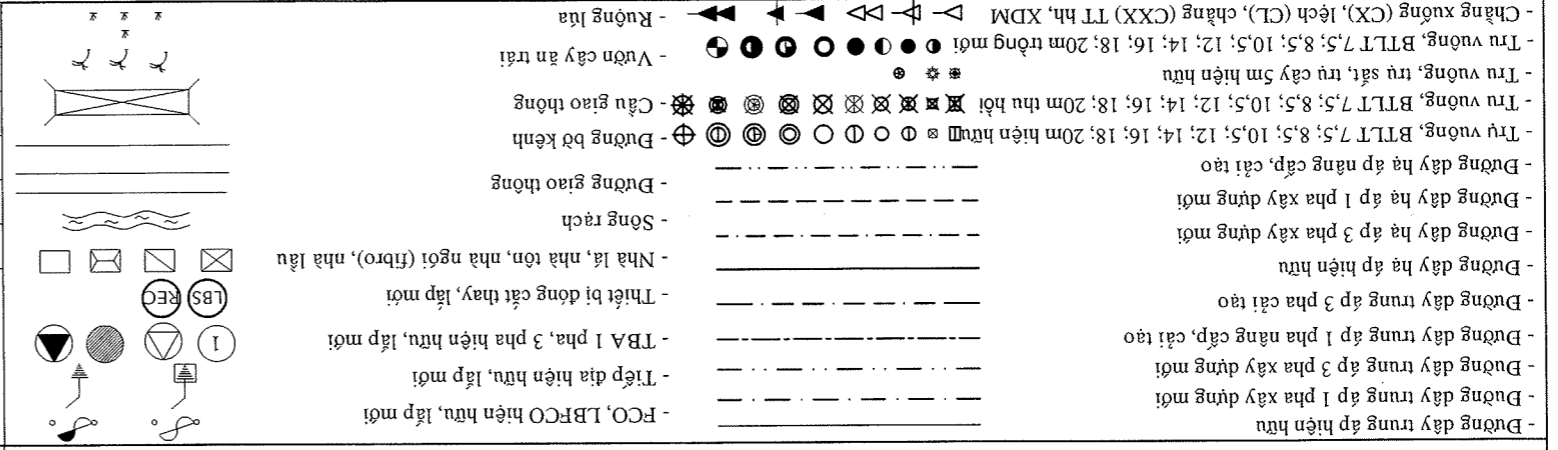 - Đường dây trung áp hiện hữu
- Đường dây trung áp 1 pha xây dựng mới
- Đường dây trung áp 3 pha xây dựng mới
- Đường dây trung áp 1 pha nâng cấp, cải tạo
- Đường dây trung áp 3 pha cải tạo
- Đường dây hạ áp hiện hữu
- Đường dây hạ áp 3 pha xây dựng mới
- Đường dây hạ áp 1 pha xây dựng mới
- Đường dây hạ áp nâng cấp, cải tạo
- Trụ vuông, BTLT 7,5; 8,5; 10,5; 12; 14; 16; 18; 20m hiện hữu
- Tru vuông, BTLT 7,5; 8,5; 10,5; 12; 14; 16; 18; 20m thu hồi
- Tru vuông, trụ sắt, trụ cây 5m hiện hữu
- Tru vuông, BTLT 7,5; 8,5; 10,5; 12; 14; 16; 18; 20m trồng mới
- Chằng xuống (CX), lệch (CL), chằng (CXX) TT hh, XDM
- FCO, LBFCO hiện hữu, lắp mới
- Tiếp địa hiện hữu, lắp mới
- TBA 1 pha, 3 pha hiện hữu, lắp mới
1
- Thiết bị đóng cắt thay, lắp mới
LBS REC
- Nhà lá, nhà tôn, nhà ngói (fibro), nhà lầu
- Sông rạch
- Đường giao thông
- Đường bờ kênh
- Cầu giao thông
- Vườn cây ăn trái
- Ruộng lúa